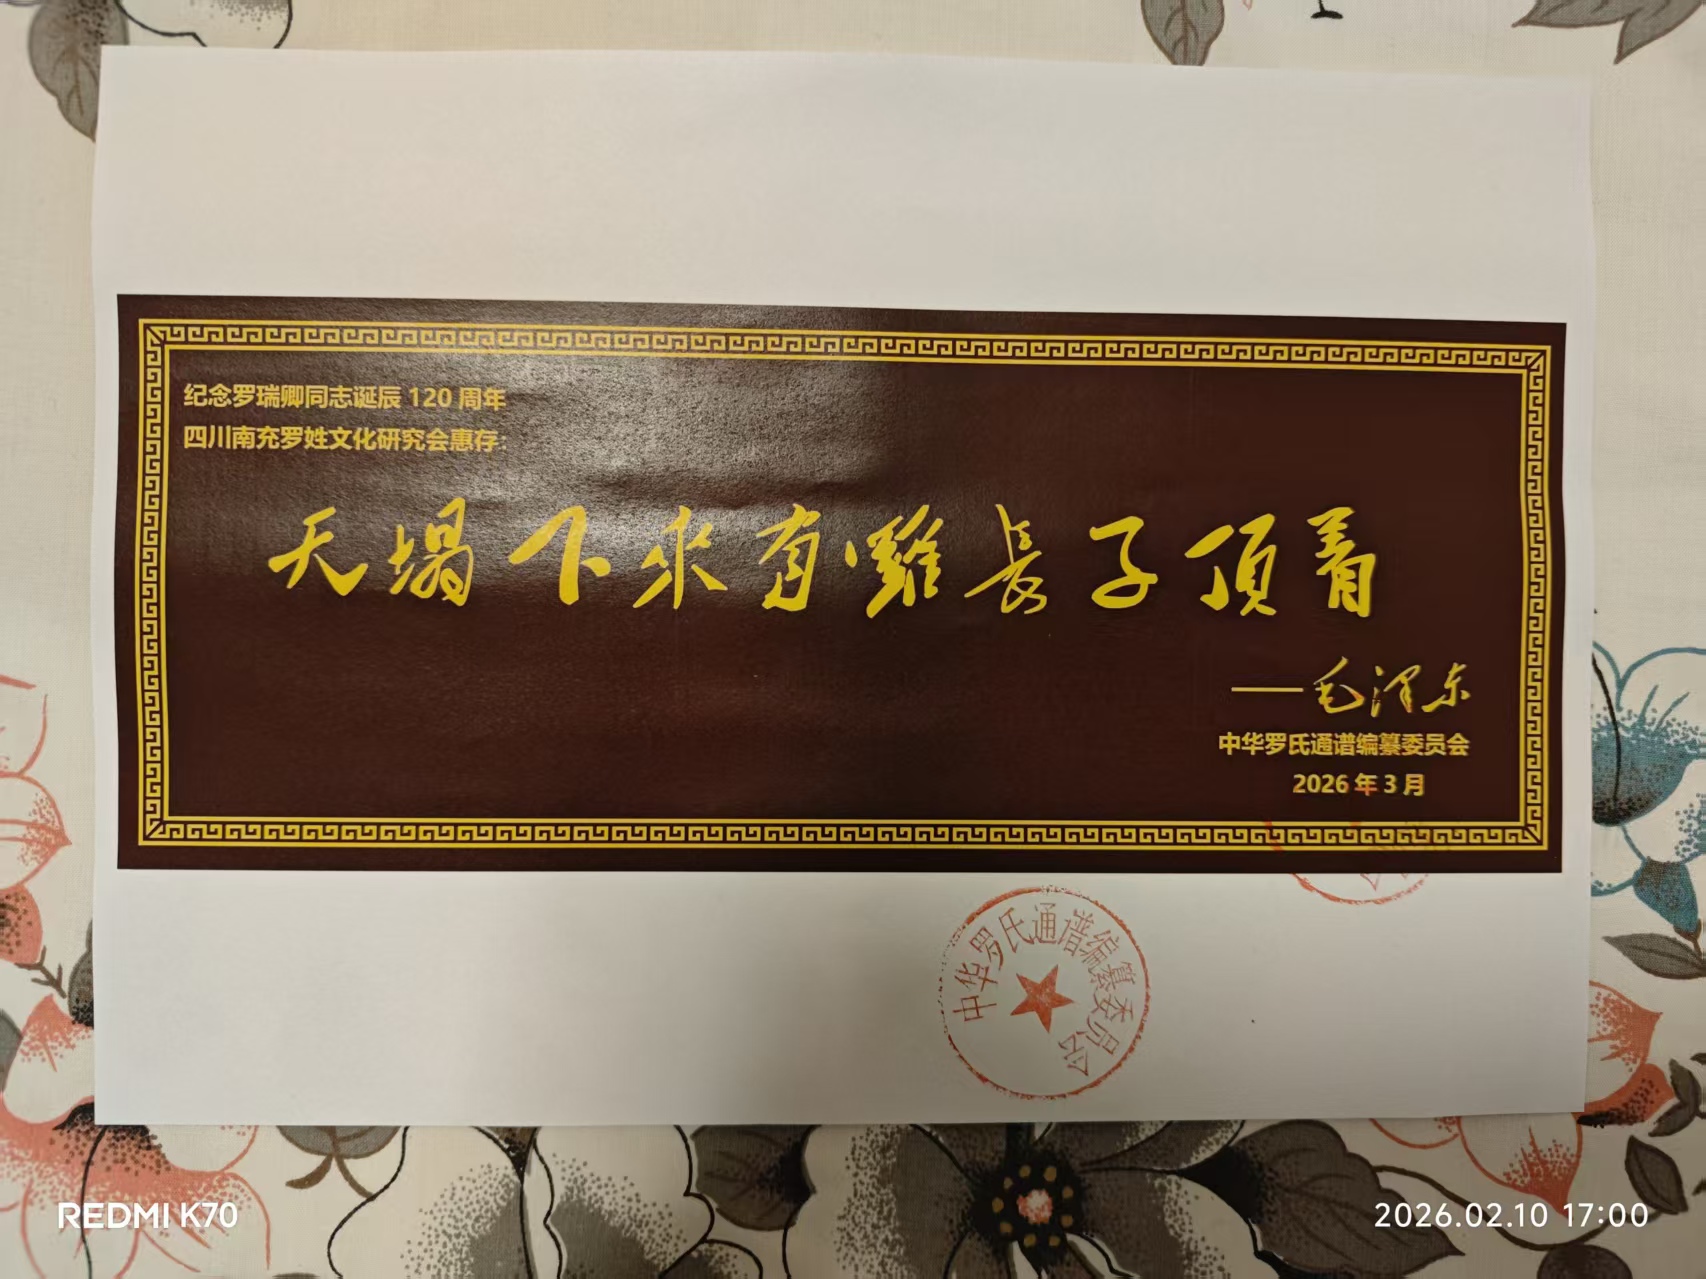 纪念罗瑞卿同志诞辰 120 周年
四川南充罗姓文化研究会惠存:
天塌下来有罗長子頂着
——毛泽东
中华罗氏通谱编纂委员会
2026 年 3 月
中华罗氏通谱编纂委员会
REDMI K70
2026.02.10 17:00